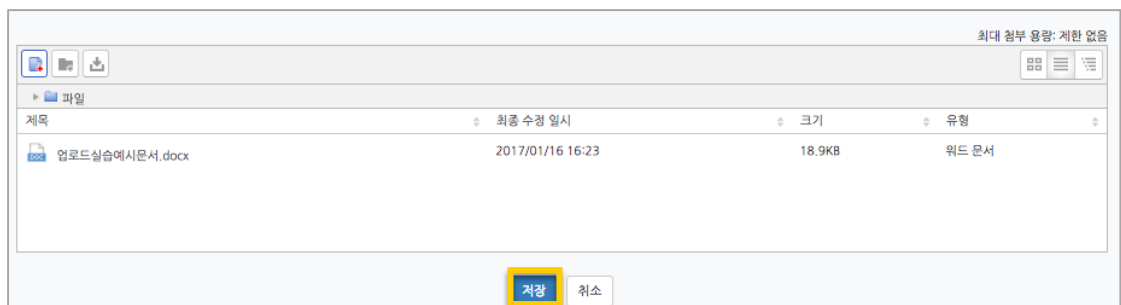 최대 첨부 용량: 제한 없음
파일
제목 최종 수정 일시 크기 유형
DOC 업로드실습예시문서.docx 2017/01/16 16:23 18.9KB 워드 문서
저장 취소